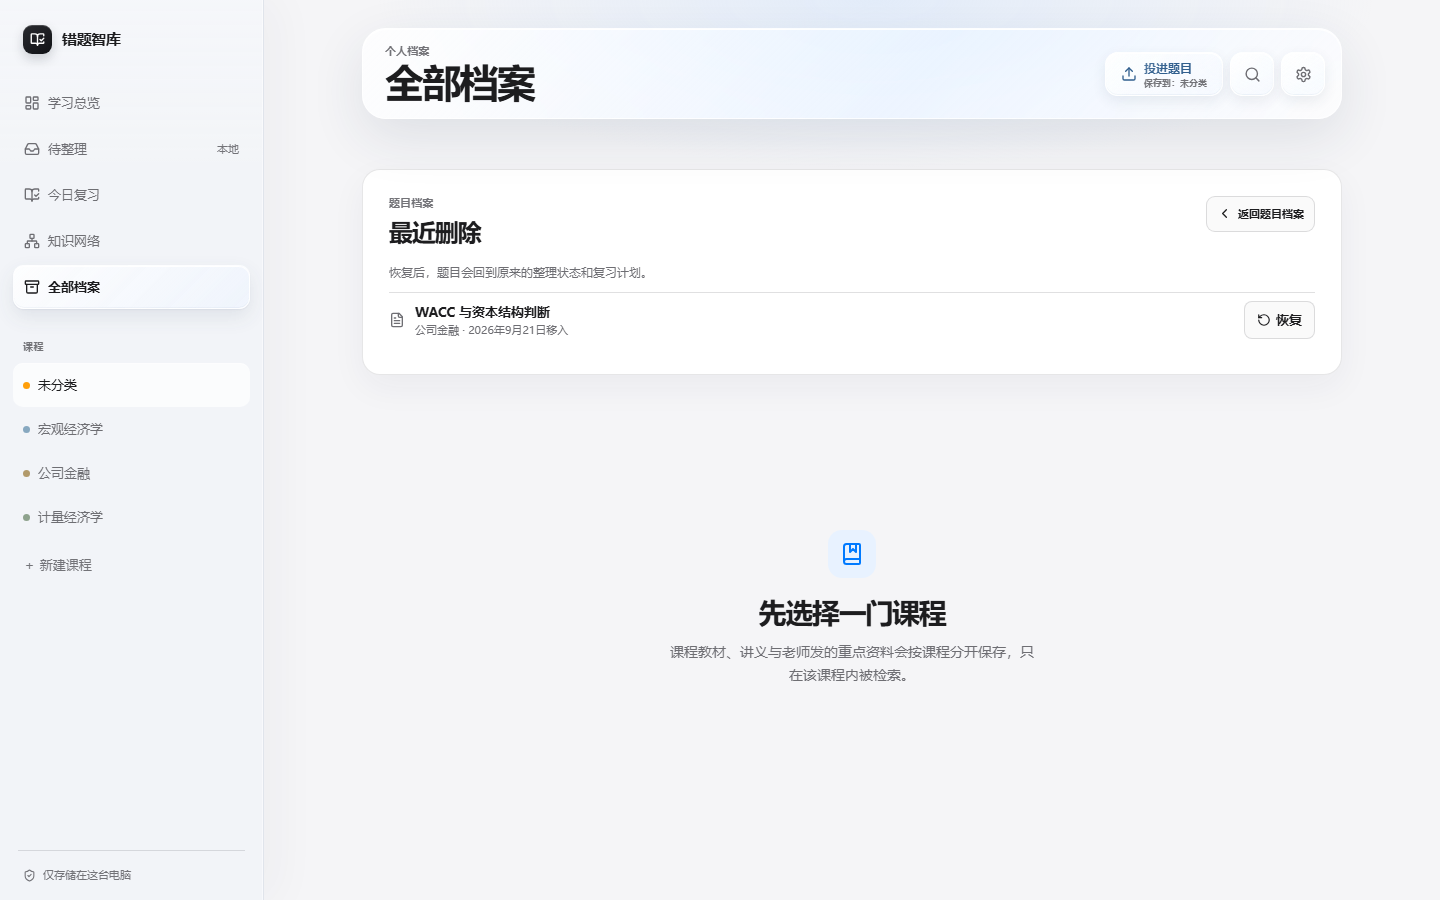 错题智库
学习总览
待整理
本地
今日复习
知识网络
全部档案
课程
未分类
宏观经济学
公司金融
计量经济学
+ 新建课程
仅存储在这台电脑
个人档案
全部档案
投进题目
保存到：未分类
题目档案
最近删除
返回题目档案
恢复后，题目会回到原来的整理状态和复习计划。
WACC 与资本结构判断
公司金融 · 2026年9月21日移入
恢复
先选择一门课程
课程教材、讲义与老师发的重点资料会按课程分开保存，只
在该课程内被检索。